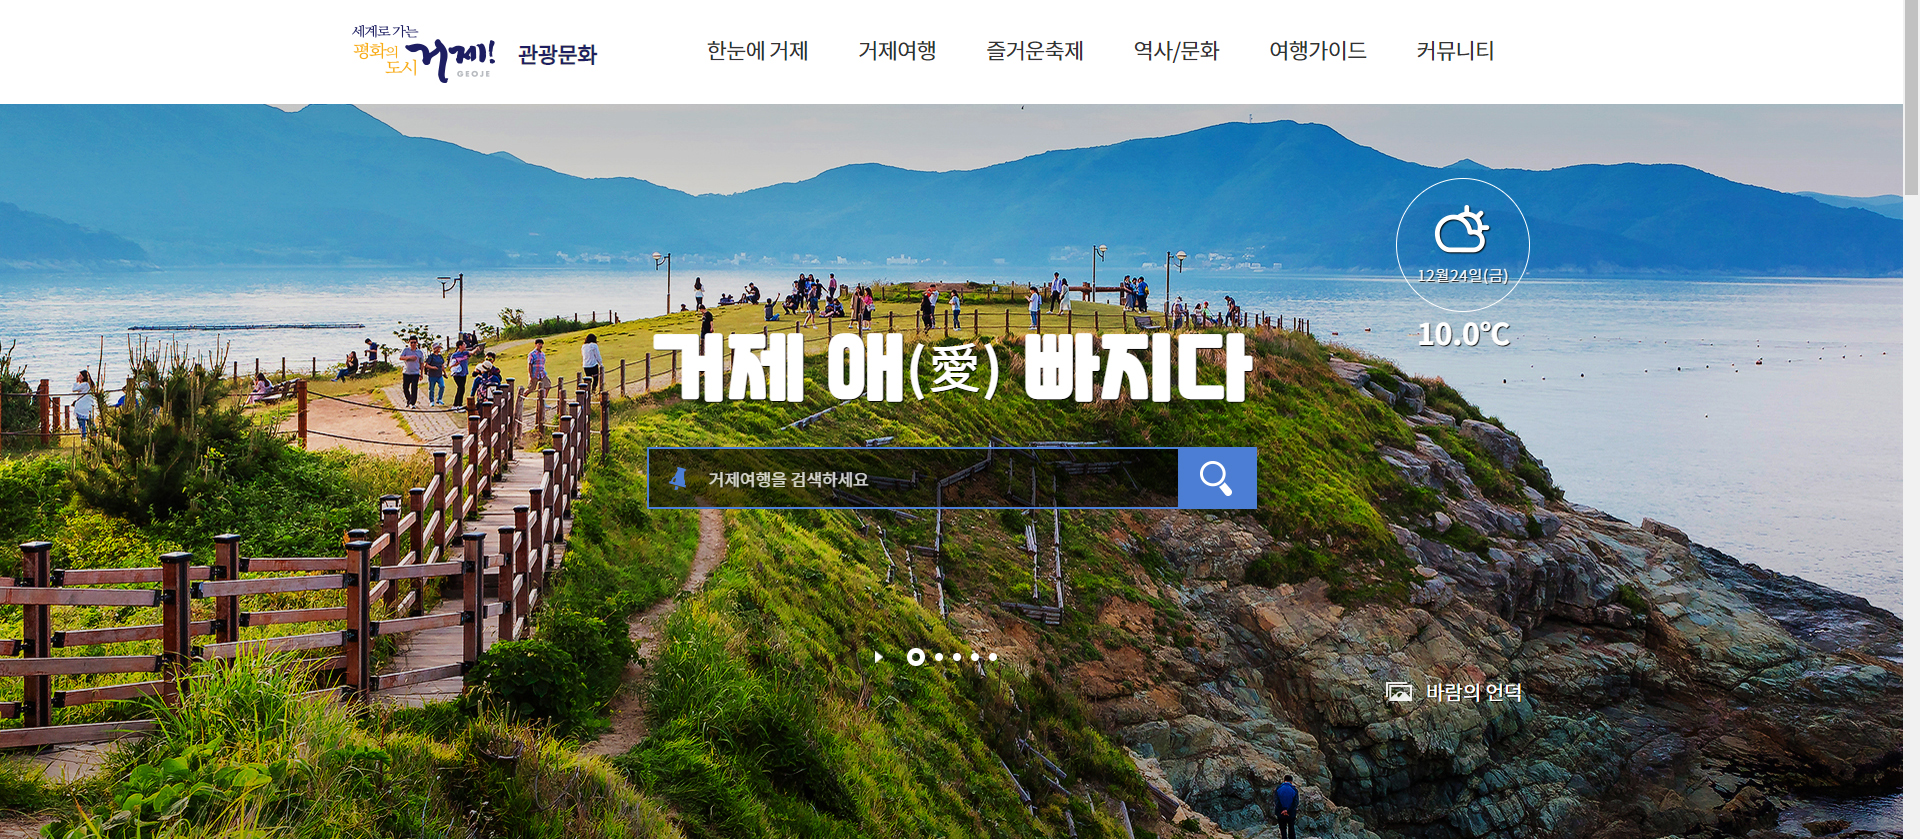 세계로 가는
평화의
도시
거제!
GEOJE
관광문화
한눈에 거제
거제여행
즐거운축제
역사/문화
여행가이드
커뮤니티
12월24일(금)
10.0℃
거제 애(愛) 빠지다
거제여행을 검색하세요
바람의 언덕